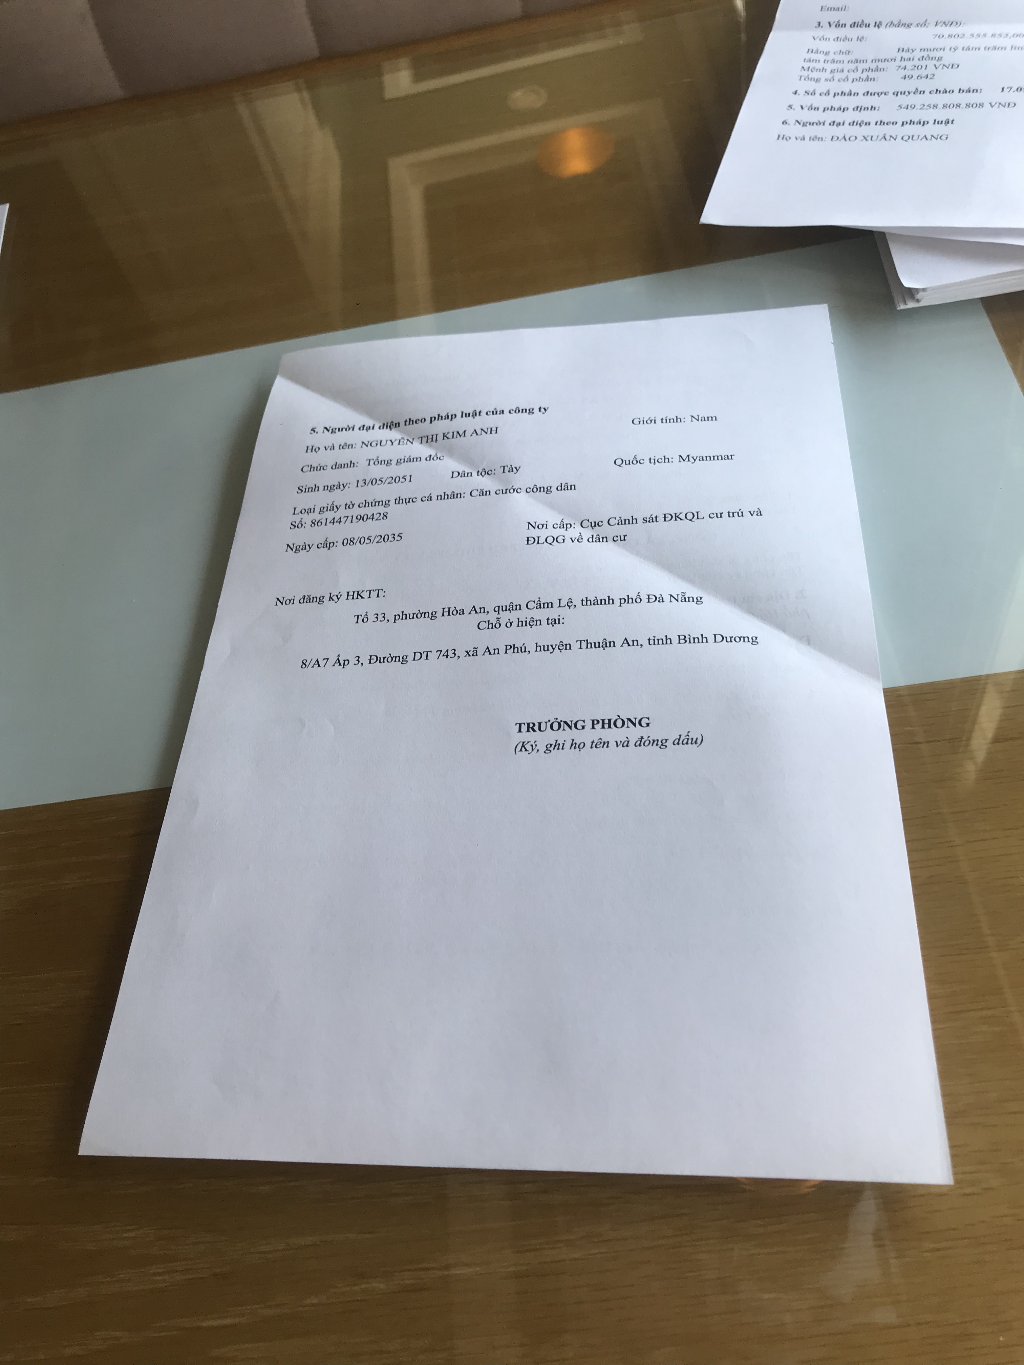 Email:
3. Vốn điều lệ (bằng số; VNĐ):
Vốn điều lệ: 70.802.555.852,00
Bằng chữ: Bảy mươi tỷ tám trăm
tám trăm năm mươi hai đồng
Mệnh giá cổ phần: 74.201 VNĐ
Tổng số cổ phần: 49.642
4. Số cổ phần được quyền chào bán: 17.0
5. Vốn pháp định: 549.258.808.808 VNĐ
6. Người đại diện theo pháp luật
Họ và tên: ĐÀO XUÂN QUANG
5. Người đại diện theo pháp luật của công ty
Họ và tên: NGUYỄN THỊ KIM ANH Giới tính: Nam
Chức danh: Tổng giám đốc
Sinh ngày: 13/05/2051 Dân tộc: Tày Quốc tịch: Myanmar
Loại giấy tờ chứng thực cá nhân: Căn cước công dân
Số: 861447190428
Ngày cấp: 08/05/2035 Nơi cấp: Cục Cảnh sát ĐKQL cư trú và
ĐLQG về dân cư
Nơi đăng ký HKTT:
Tổ 33, phường Hòa An, quận Cẩm Lệ, thành phố Đà Nẵng
Chỗ ở hiện tại:
8/A7 Ấp 3, Đường DT 743, xã An Phú, huyện Thuận An, tỉnh Bình Dương
TRƯỞNG PHÒNG
(Ký, ghi họ tên và đóng dấu)